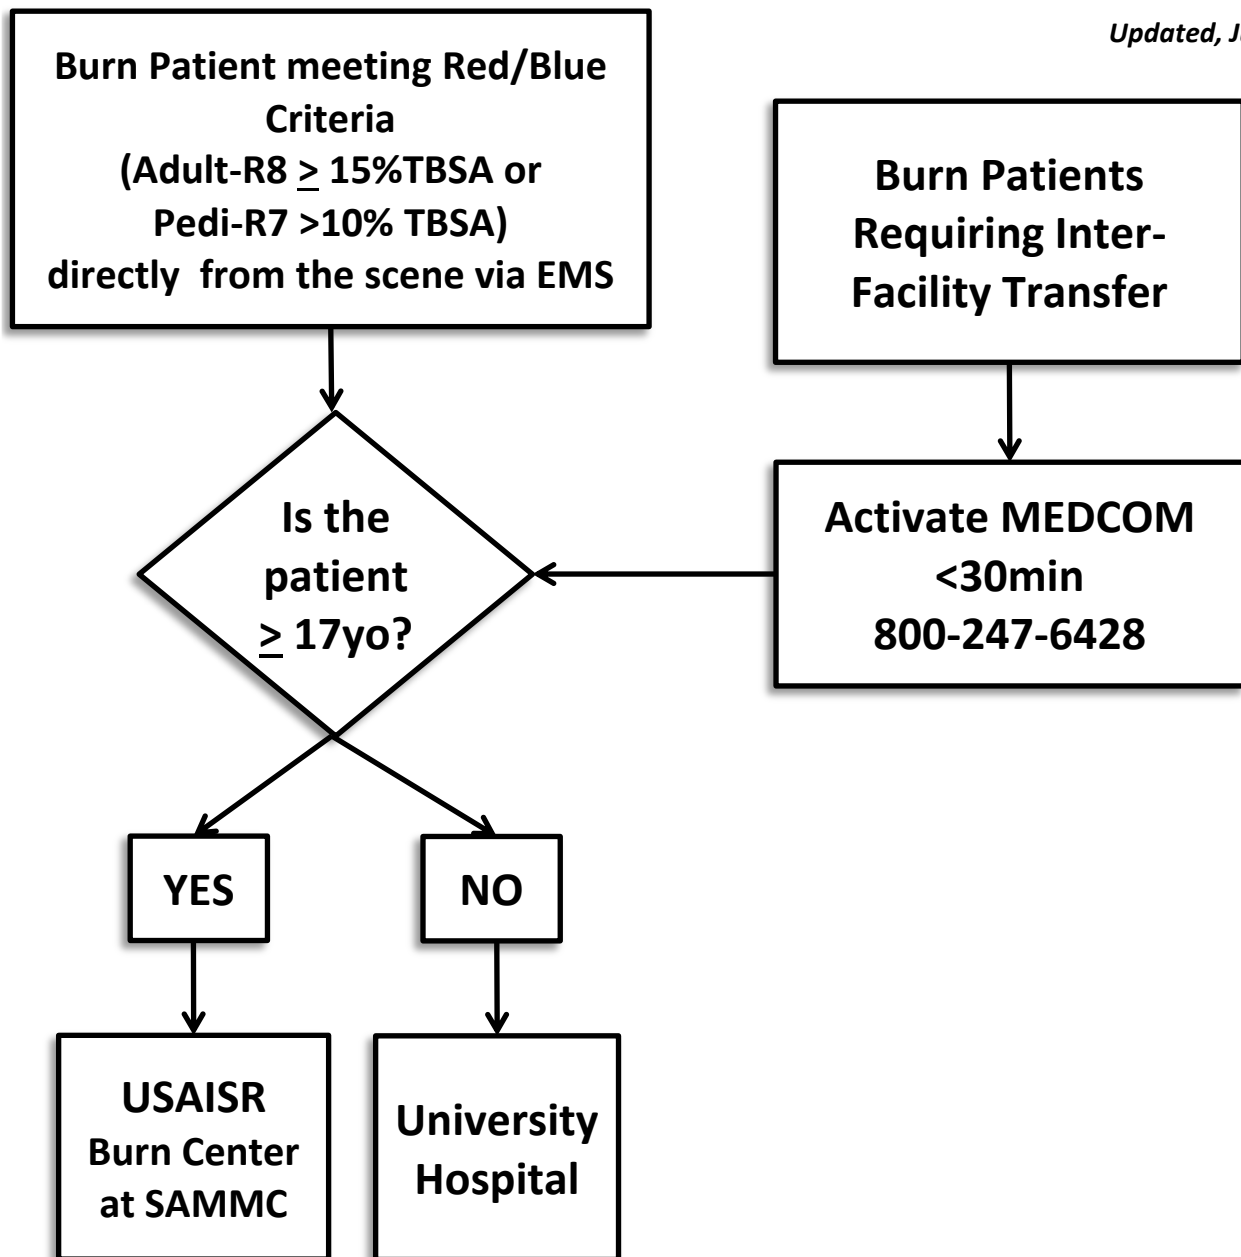 Updated,
Burn Patient meeting Red/Blue
Criteria
(Adult-R8 ≥ 15%TBSA or
Pedi-R7 >10% TBSA)
directly from the scene via EMS
Burn Patients
Requiring Inter-
Facility Transfer
Is the
patient
≥ 17yo?
Activate MEDCOM
<30min
800-247-6428
YES
NO
USAISR
Burn Center
at SAMMC
University
Hospital